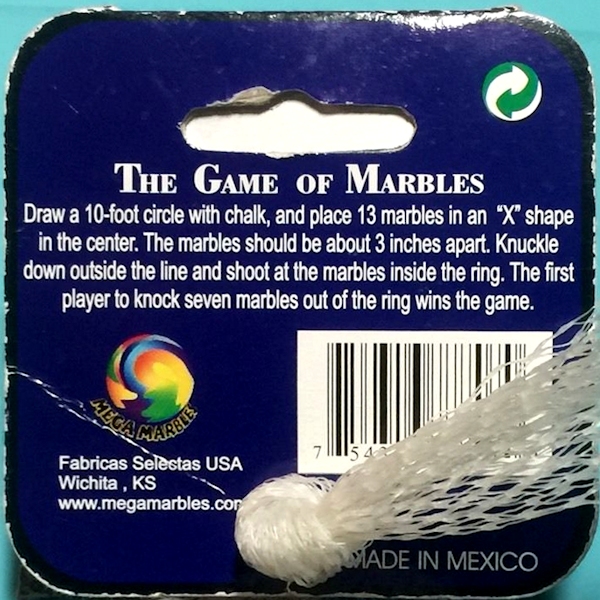 THE GAME OF MARBLES
Draw a 10-foot circle with chalk, and place 13 marbles in an “X” shape
in the center. The marbles should be about 3 inches apart. Knuckle
down outside the line and shoot at the marbles inside the ring. The first
player to knock seven marbles out of the ring wins the game.
MEGA MARBLES
Fabricas Selectas USA
Wichita , KS
www.megamarbles.com
7 54
MADE IN MEXICO